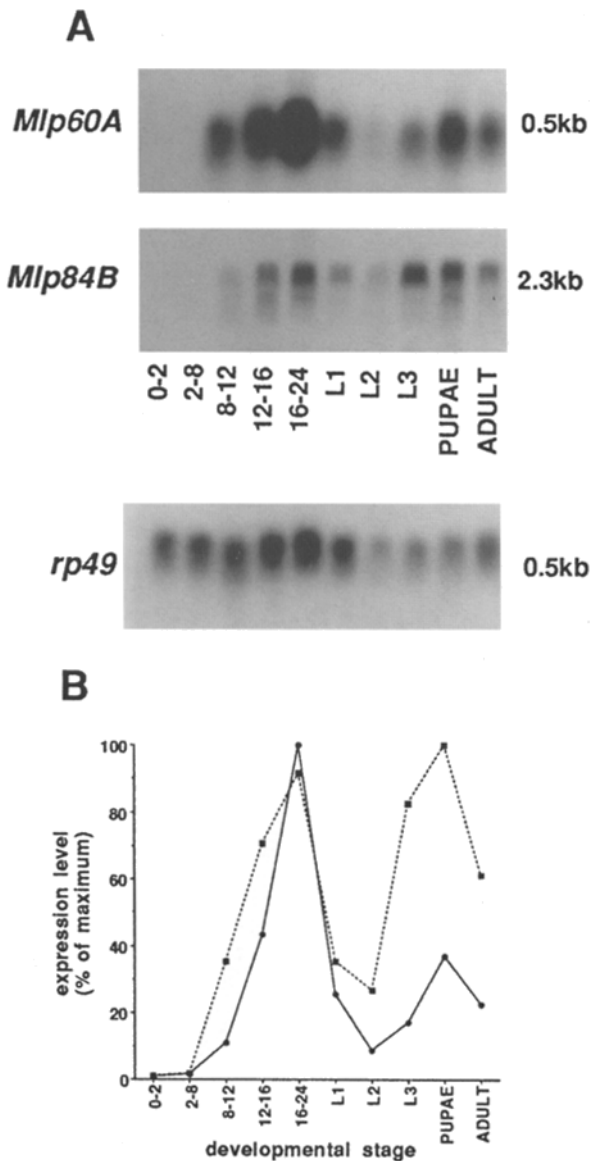 A
Mlp60A
0.5kb
Mlp84B
2.3kb
0-2 2-8 8-12 12-16 16-24 L1 L2 L3 PUPAE ADULT
rp49
0.5kb
B
expression level
(% of maximum)
100
80
60
40
20
0
0-2 2-8 8-12 12-16 16-24 L1 L2 L3 PUPAE ADULT
developmental stage